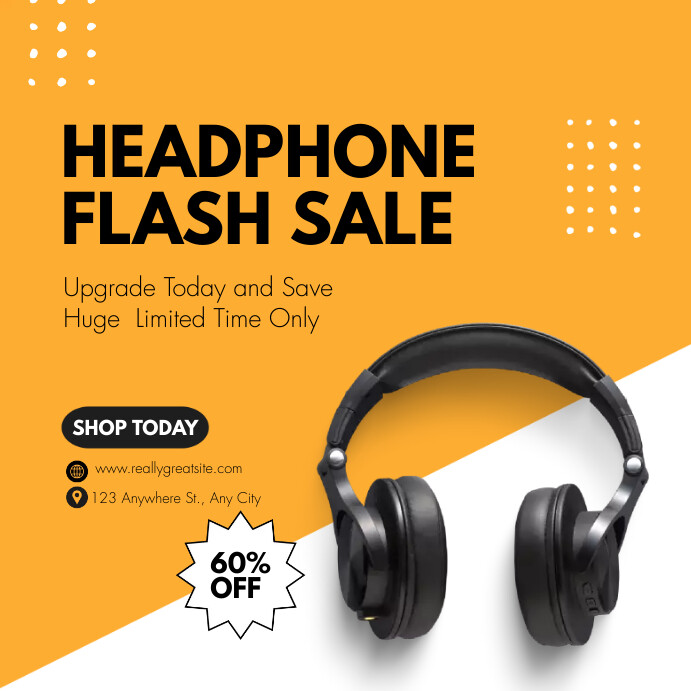 HEADPHONE
FLASH SALE
Upgrade Today and Save
Huge  Limited Time Only
SHOP TODAY
www.reallygreatsite.com
123 Anywhere St., Any City
60%
OFF